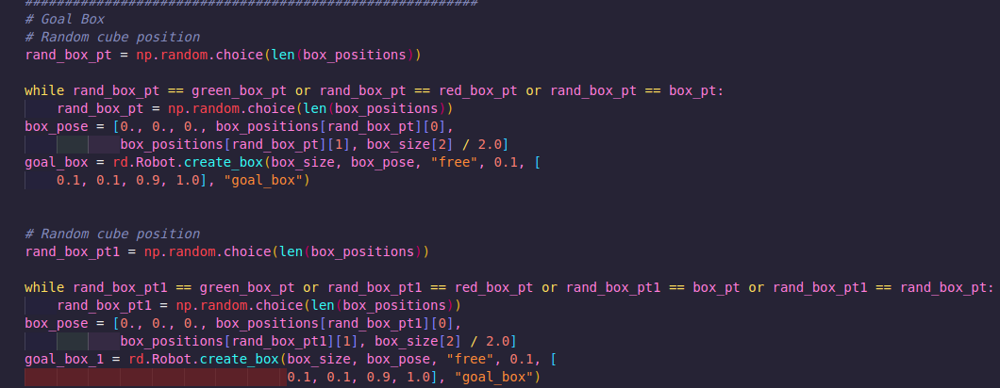 #########################################################
# Goal Box
# Random cube position
rand_box_pt = np.random.choice(len(box_positions))
while rand_box_pt == green_box_pt or rand_box_pt == red_box_pt or rand_box_pt == box_pt:
rand_box_pt = np.random.choice(len(box_positions))
box_pose = [0., 0., 0., box_positions[rand_box_pt][0],
box_positions[rand_box_pt][1], box_size[2] / 2.0]
goal_box = rd.Robot.create_box(box_size, box_pose, "free", 0.1, [
0.1, 0.1, 0.9, 1.0], "goal_box")
# Random cube position
rand_box_pt1 = np.random.choice(len(box_positions))
while rand_box_pt1 == green_box_pt or rand_box_pt1 == red_box_pt or rand_box_pt1 == box_pt or rand_box_pt1 == rand_box_pt:
rand_box_pt1 = np.random.choice(len(box_positions))
box_pose = [0., 0., 0., box_positions[rand_box_pt1][0],
box_positions[rand_box_pt1][1], box_size[2] / 2.0]
goal_box_1 = rd.Robot.create_box(box_size, box_pose, "free", 0.1, [
0.1, 0.1, 0.9, 1.0], "goal_box")